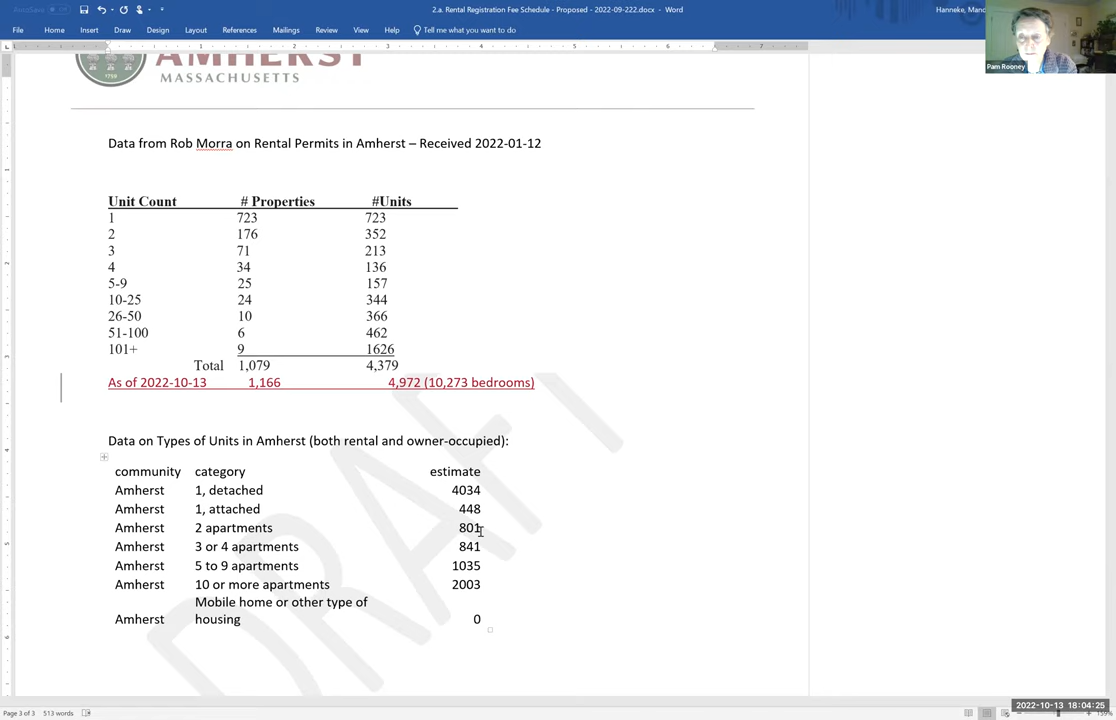 AutoSave
2.a. Rental Registration Fee Schedule - Proposed - 2022-09-222.docx - Word
Hanneke, Manc
File Home Insert Draw Design Layout References Mailings Review View Help Tell me what you want to do
Pam Rooney
AMHERST
MASSACHUSETTS
Data from Rob Morra on Rental Permits in Amherst – Received 2022-01-12
Unit Count # Properties #Units
1 723 723
2 176 352
3 71 213
4 34 136
5-9 25 157
10-25 24 344
26-50 10 366
51-100 6 462
101+ 9 1626
Total 1,079 4,379
As of 2022-10-13 1,166 4,972 (10,273 bedrooms)
Data on Types of Units in Amherst (both rental and owner-occupied):
community category estimate
Amherst 1, detached 4034
Amherst 1, attached 448
Amherst 2 apartments 801
Amherst 3 or 4 apartments 841
Amherst 5 to 9 apartments 1035
Amherst 10 or more apartments 2003
Mobile home or other type of
Amherst housing 0
DRAFT
Page 3 of 3 513 words
2022-10-13 18:04:25